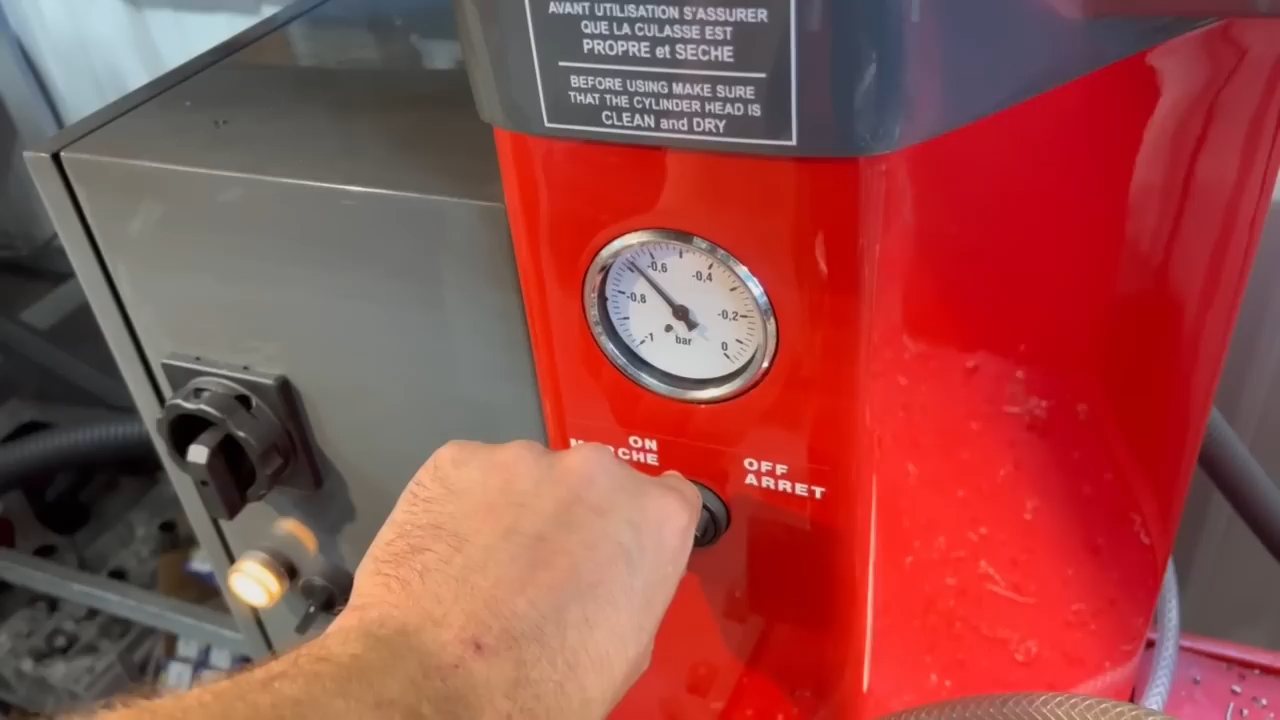 AVANT UTILISATION S'ASSURER
QUE LA CULASSE EST
PROPRE et SECHE
BEFORE USING MAKE SURE
THAT THE CYLINDER HEAD IS
CLEAN and DRY
-0,6
-0,4
-0,8
-0,2
-1
bar
0
ON
OFF
ARRET